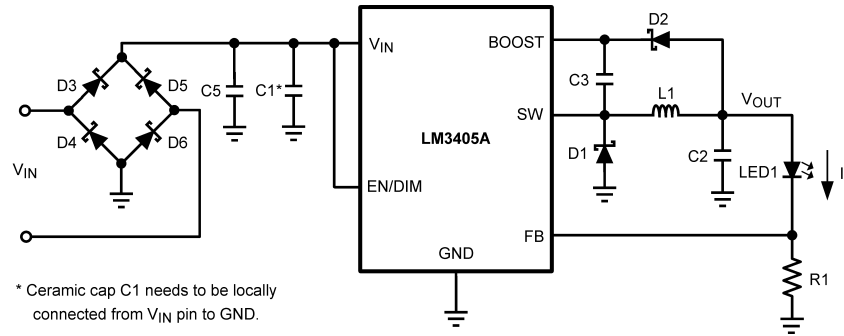 D2
VIN
BOOST
D3
D5
C5
C1*
C3
L1
VOUT
SW
LM3405A
D4
D6
D1
C2
VIN
EN/DIM
LED1
I
FB
GND
R1
* Ceramic cap C1 needs to be locally
connected from VIN pin to GND.